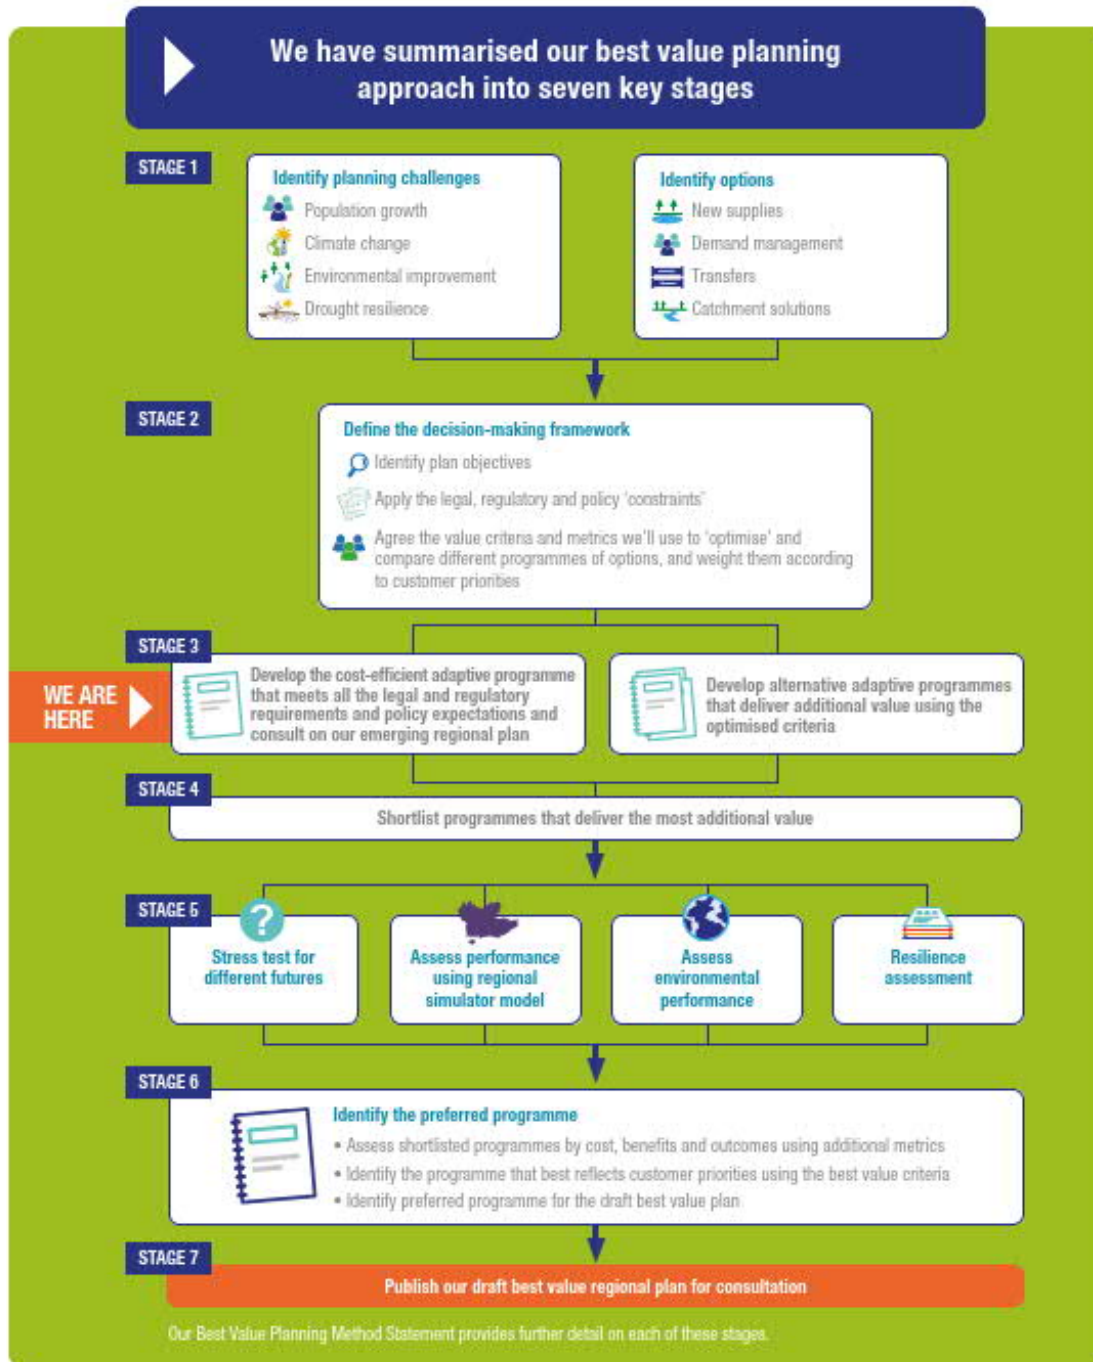 We have summarised our best value planning
approach into seven key stages
STAGE 1
Identify planning challenges
Population growth
Climate change
Environmental improvement
Drought resilience
Identify options
New supplies
Demand management
Transfers
Catchment solutions
STAGE 2
Define the decision-making framework
Identify plan objectives
Apply the legal, regulatory and policy ‘constraints’
Agree the value criteria and metrics we’ll use to ‘optimise’ and
compare different programmes of options, and weight them according
to customer priorities
STAGE 3
WE ARE
HERE
Develop the cost-efficient adaptive programme
that meets all the legal and regulatory
requirements and policy expectations and
consult on our emerging regional plan
Develop alternative adaptive programmes
that deliver additional value using the
optimised criteria
STAGE 4
Shortlist programmes that deliver the most additional value
STAGE 5
?
Stress test for
different futures
Assess performance
using regional
simulator model
Assess
environmental
performance
Resilience
assessment
STAGE 6
Identify the preferred programme
• Assess shortlisted programmes by cost, benefits and outcomes using additional metrics
• Identify the programme that best reflects customer priorities using the best value criteria
• Identify preferred programme for the draft best value plan
STAGE 7
Publish our draft best value regional plan for consultation
Our Best Value Planning Method Statement provides further detail on each of these stages.